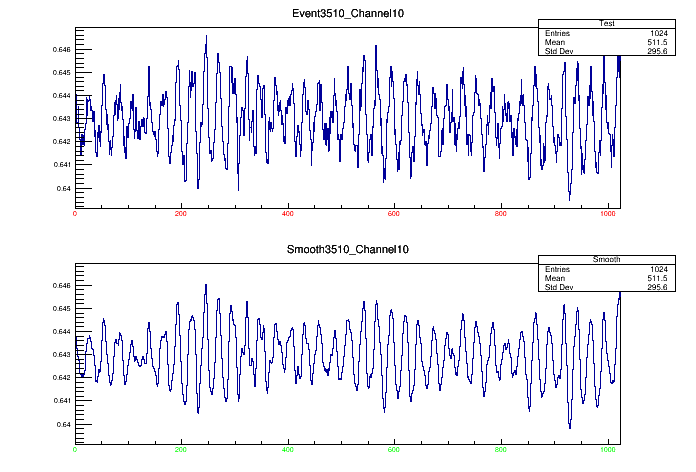 Event3510_Channel10
Test
Entries 1024
Mean 511.5
Std Dev 295.6
0.646
0.645
0.644
0.643
0.642
0.641
0.64
0 200 400 600 800 1000
Smooth3510_Channel10
Smooth
Entries 1024
Mean 511.5
Std Dev 295.6
0.646
0.645
0.644
0.643
0.642
0.641
0.64
0 200 400 600 800 1000